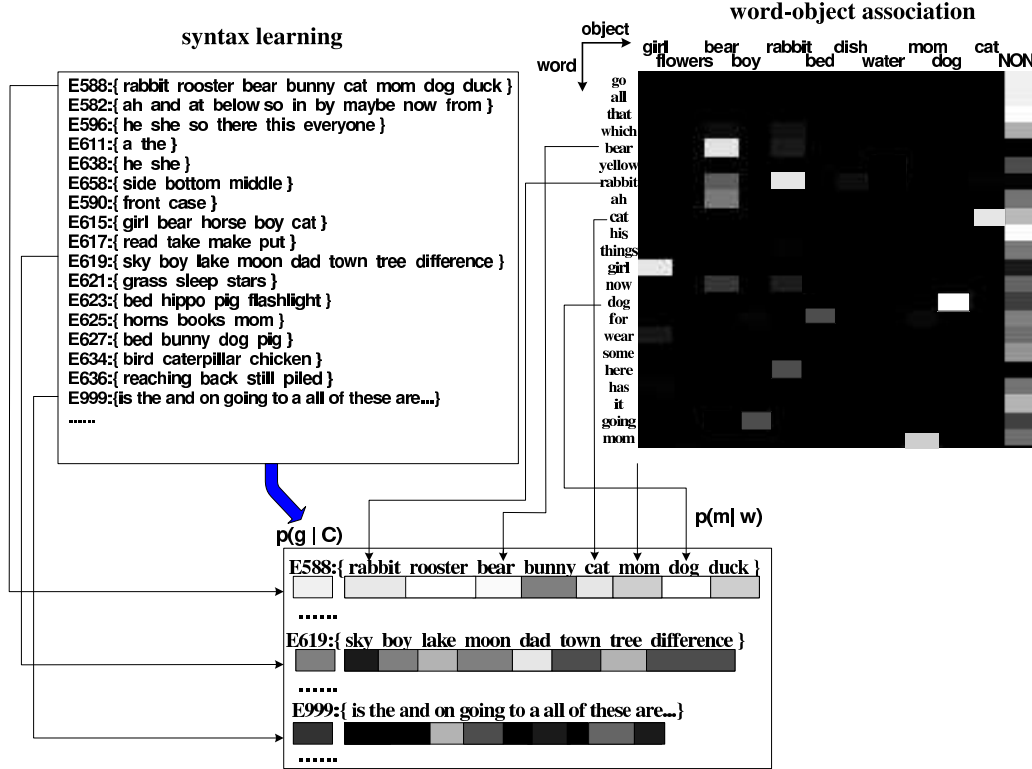 syntax learning
E588:{ rabbit rooster bear bunny cat mom dog duck }
E582:{ ah and at below so in by maybe now from }
E596:{ he she so there this everyone }
E611:{ a the }
E638:{ he she }
E658:{ side bottom middle }
E590:{ front case }
E615:{ girl bear horse boy cat }
E617:{ read take make put }
E619:{ sky boy lake moon dad town tree difference }
E621:{ grass sleep stars }
E623:{ bed hippo pig flashlight }
E625:{ horns books mom }
E627:{ bed bunny dog pig }
E634:{ bird caterpillar chicken }
E636:{ reaching back still piled }
E999:{is the and on going to a all of these are...}
......
word-object association
object
word
girl bear rabbit dish mom cat
flowers boy bed water dog NON
go
all
that
which
bear
yellow
rabbit
ah
cat
his
things
girl
now
dog
for
wear
some
here
has
it
going
mom
p(g | C)
p(m| w)
E588:{ rabbit rooster bear bunny cat mom dog duck }
......
E619:{ sky boy lake moon dad town tree difference }
......
E999:{ is the and on going to a all of these are...}
......